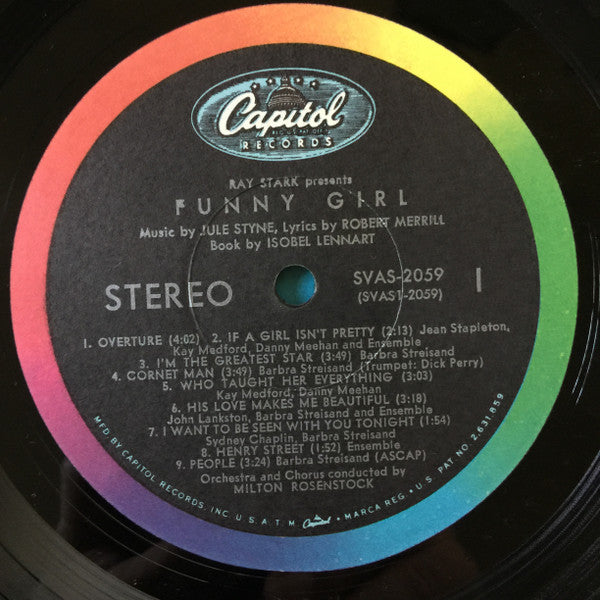 Capitol
REG. U.S. PAT. OFF.
RECORDS
RAY STARK presents
FUNNY GIRL
Music by JULE STYNE, Lyrics by ROBERT MERRILL
Book by ISOBEL LENNART
STEREO
SVAS-2059
(SVAS1-2059)
1
1. OVERTURE (4:02) 2. IF A GIRL ISN'T PRETTY (2:13) Jean Stapleton,
Kay Medford, Danny Meehan and Ensemble
3. I'M THE GREATEST STAR (3:49) Barbra Streisand
4. CORNET MAN (3:49) Barbra Streisand (Trumpet: Dick Perry)
5. WHO TAUGHT HER EVERYTHING (3:03)
Kay Medford, Danny Meehan
6. HIS LOVE MAKES ME BEAUTIFUL (3:18)
John Lankston, Barbra Streisand and Ensemble
7. I WANT TO BE SEEN WITH YOU TONIGHT (1:54)
Sydney Chaplin, Barbra Streisand
8. HENRY STREET (1:52) Ensemble
9. PEOPLE (3:24) Barbra Streisand (ASCAP)
Orchestra and Chorus conducted by
MILTON ROSENSTOCK
MFD. BY CAPITOL RECORDS, INC. U.S.A. T.M. Capitol • MARCA REG. • U.S. PAT. NO. 2,631,859